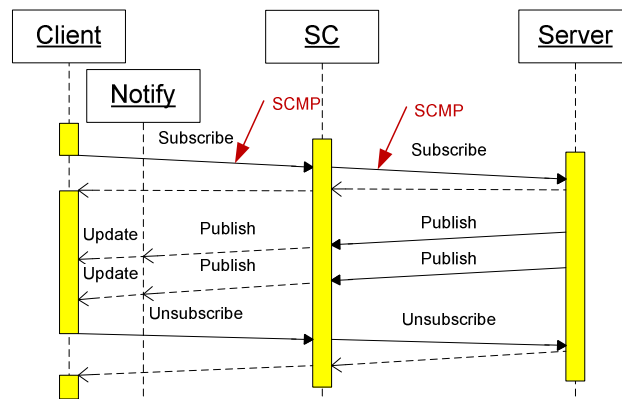 Client
SC
Server
Notify
SCMP
SCMP
Subscribe
Subscribe
Publish
Update
Publish
Publish
Update
Publish
Unsubscribe
Unsubscribe